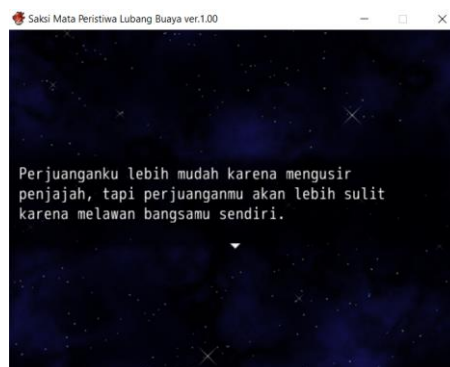 Saksi Mata Peristiwa Lubang Buaya ver.1.00
Perjuanganku lebih mudah karena mengusir
penjajah, tapi perjuanganmu akan lebih sulit
karena melawan bangsamu sendiri.